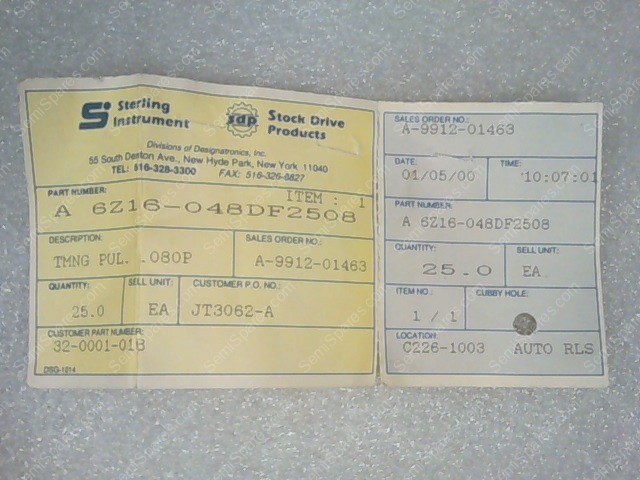 Sterling Instrument
sdp Stock Drive Products
Divisions of Designatronics, Inc.
55 South Denton Ave., New Hyde Park, New York 11040
TEL: 516-328-3300 FAX: 516-326-8827
PART NUMBER: ITEM : 1
A 6Z16-048DF2508
DESCRIPTION: SALES ORDER NO.:
TMNG PUL. .080P A-9912-01463
QUANTITY: SELL UNIT: CUSTOMER P.O. NO.:
25.0 EA JT3062-A
CUSTOMER PART NUMBER:
32-0001-01B
DSG-1014
SALES ORDER NO.:
A-9912-01463
DATE: TIME:
01/05/00 10:07:01
PART NUMBER:
A 6Z16-048DF2508
QUANTITY: SELL UNIT:
25.0 EA
ITEM NO.: CUBBY HOLE:
1 / 1
LOCATION:
C226-1003 AUTO RLS
SemiSpares.com